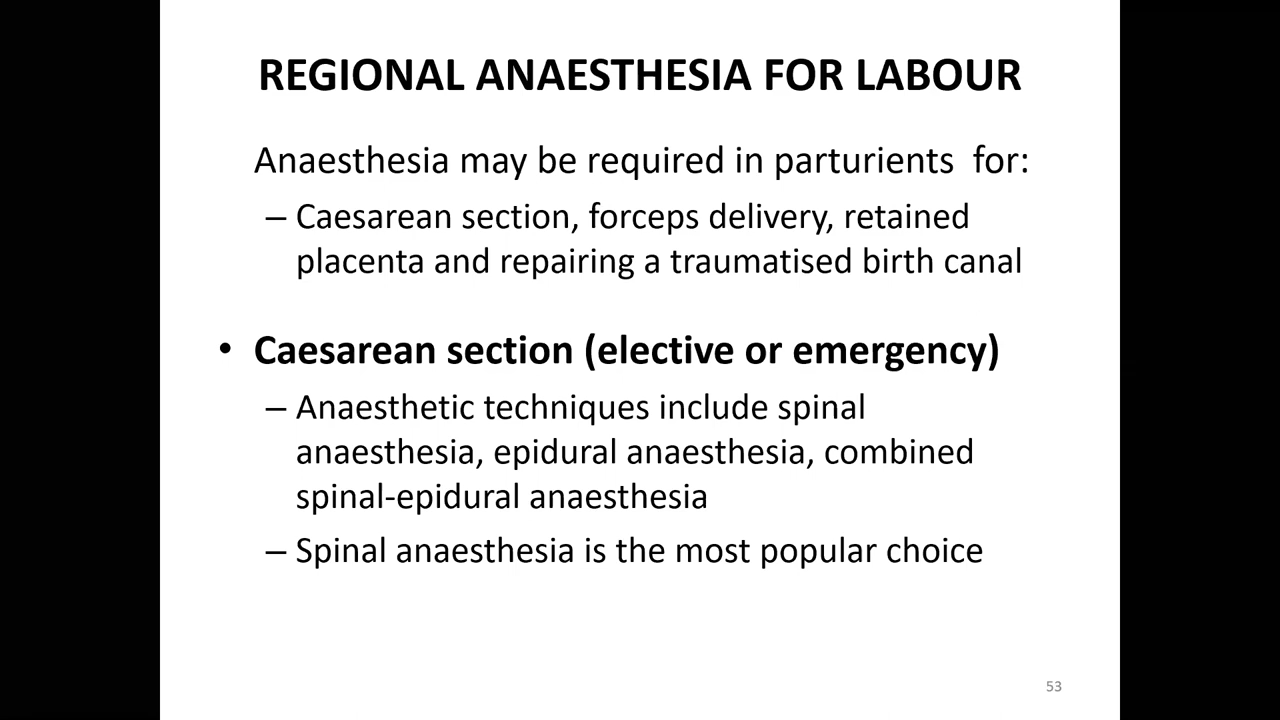 REGIONAL ANAESTHESIA FOR LABOUR
Anaesthesia may be required in parturients  for:
– Caesarean section, forceps delivery, retained
placenta and repairing a traumatised birth canal
• Caesarean section (elective or emergency)
– Anaesthetic techniques include spinal
anaesthesia, epidural anaesthesia, combined
spinal-epidural anaesthesia
– Spinal anaesthesia is the most popular choice
53